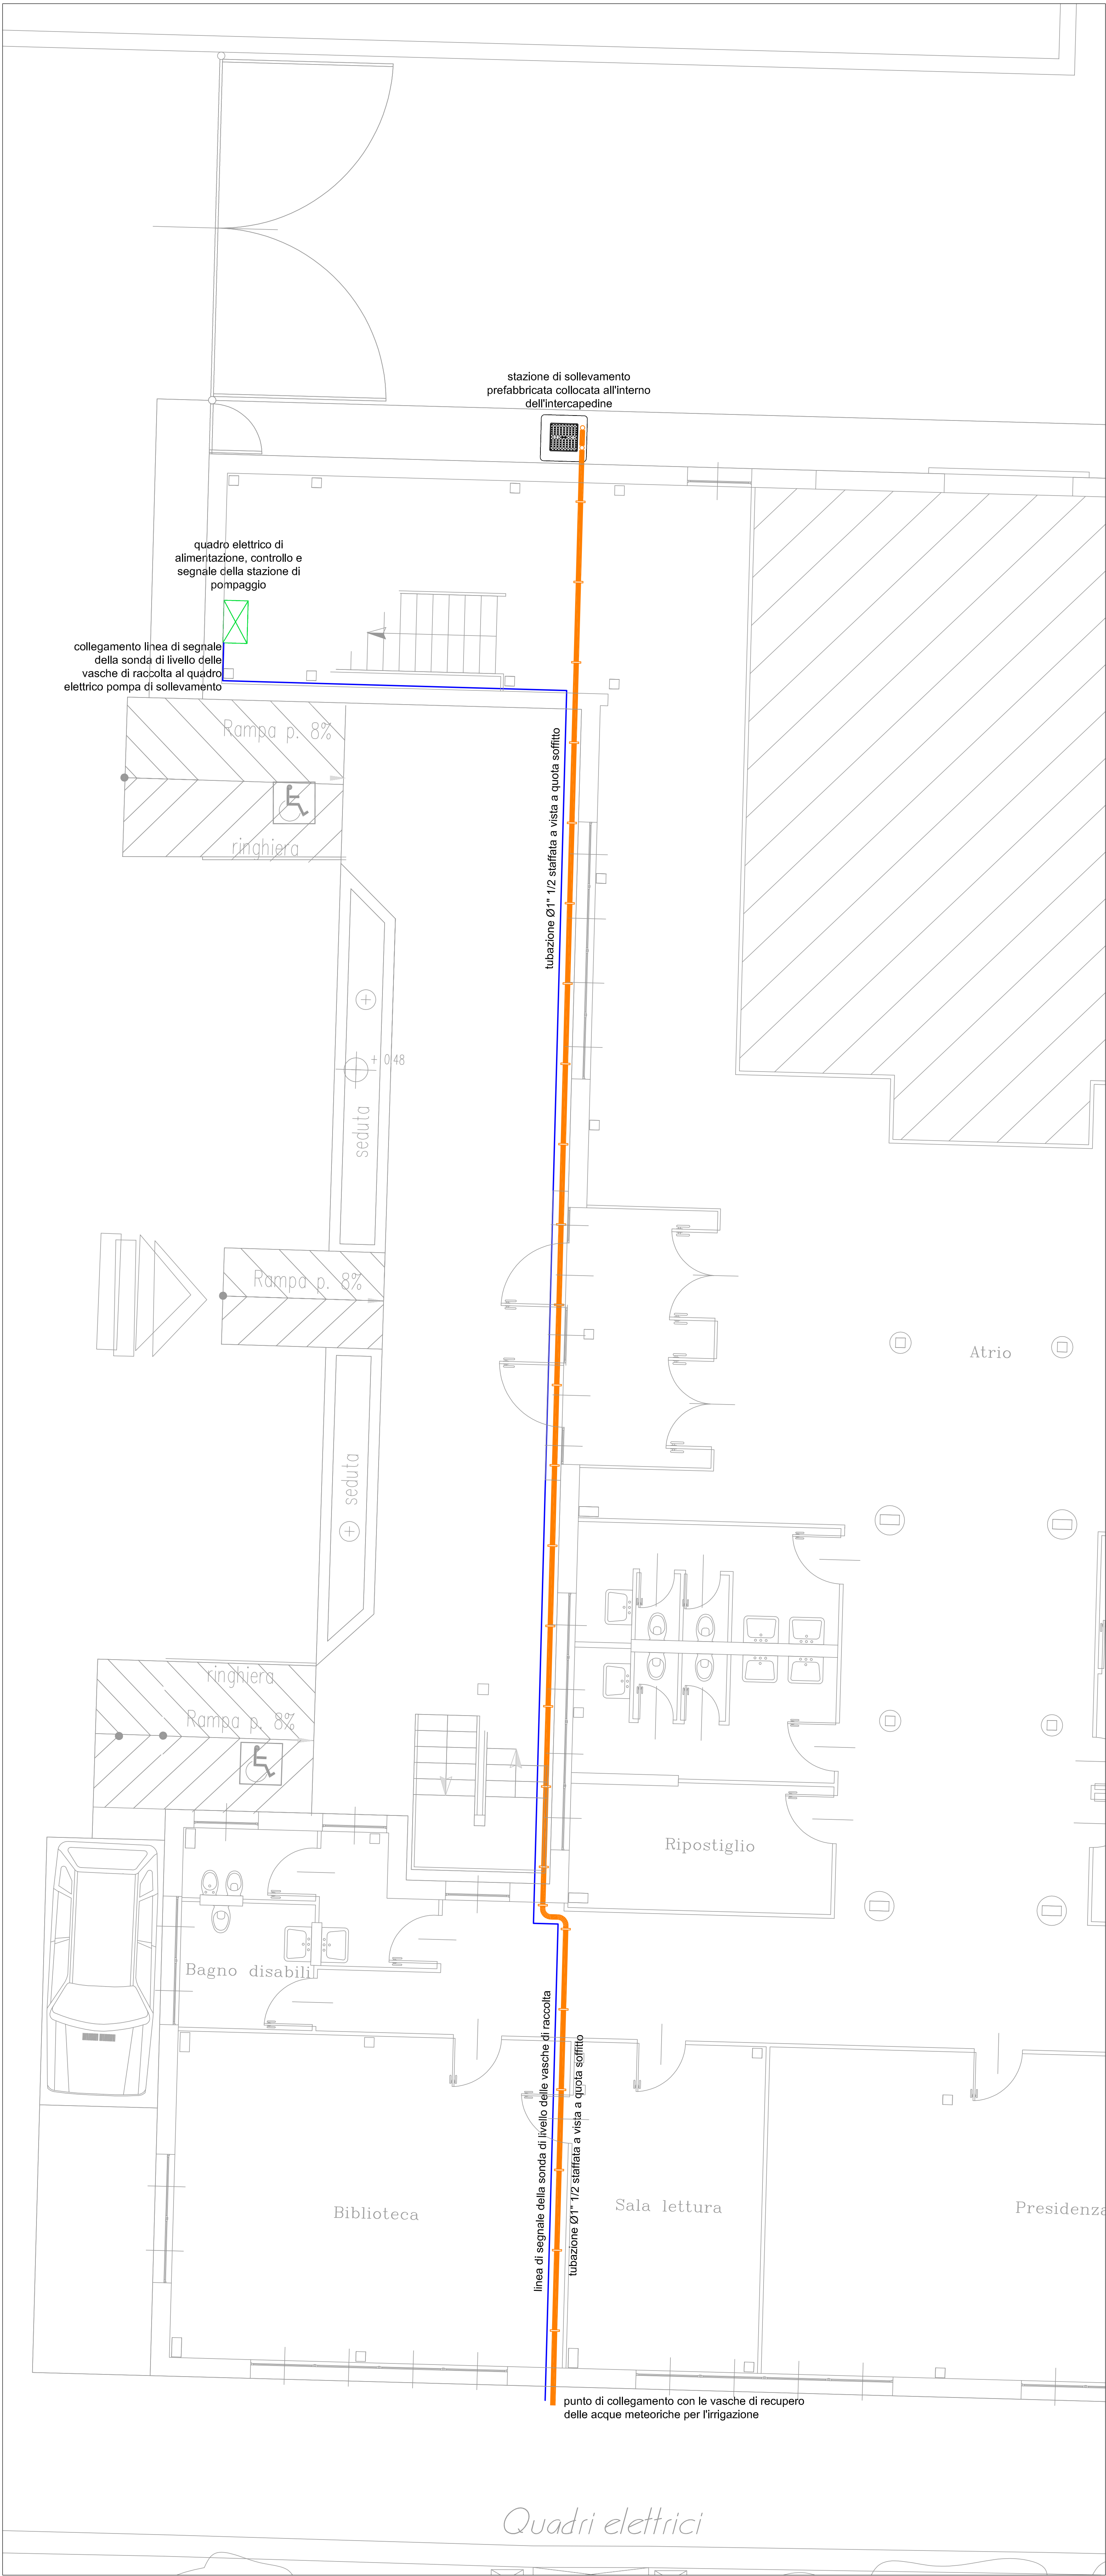 stazione di sollevamento
prefabbricata collocata all'interno
dell'intercapedine
quadro elettrico di
alimentazione, controllo e
segnale della stazione di
pompaggio
collegamento linea di segnale
della sonda di livello delle
vasche di raccolta al quadro
elettrico pompa di sollevamento
Rampa p. 8%
ringhiera
tubazione Ø1" 1/2 staffata a vista a quota soffitto
+ 0.48
seduta
Rampa p. 8%
Atrio
seduta
ringhiera
Rampa p. 8%
Ripostiglio
Bagno disabili
linea di segnale della sonda di livello delle vasche di raccolta
tubazione Ø1" 1/2 staffata a vista a quota soffitto
Biblioteca
Sala lettura
Presidenza
punto di collegamento con le vasche di recupero
delle acque meteoriche per l'irrigazione
Quadri elettrici